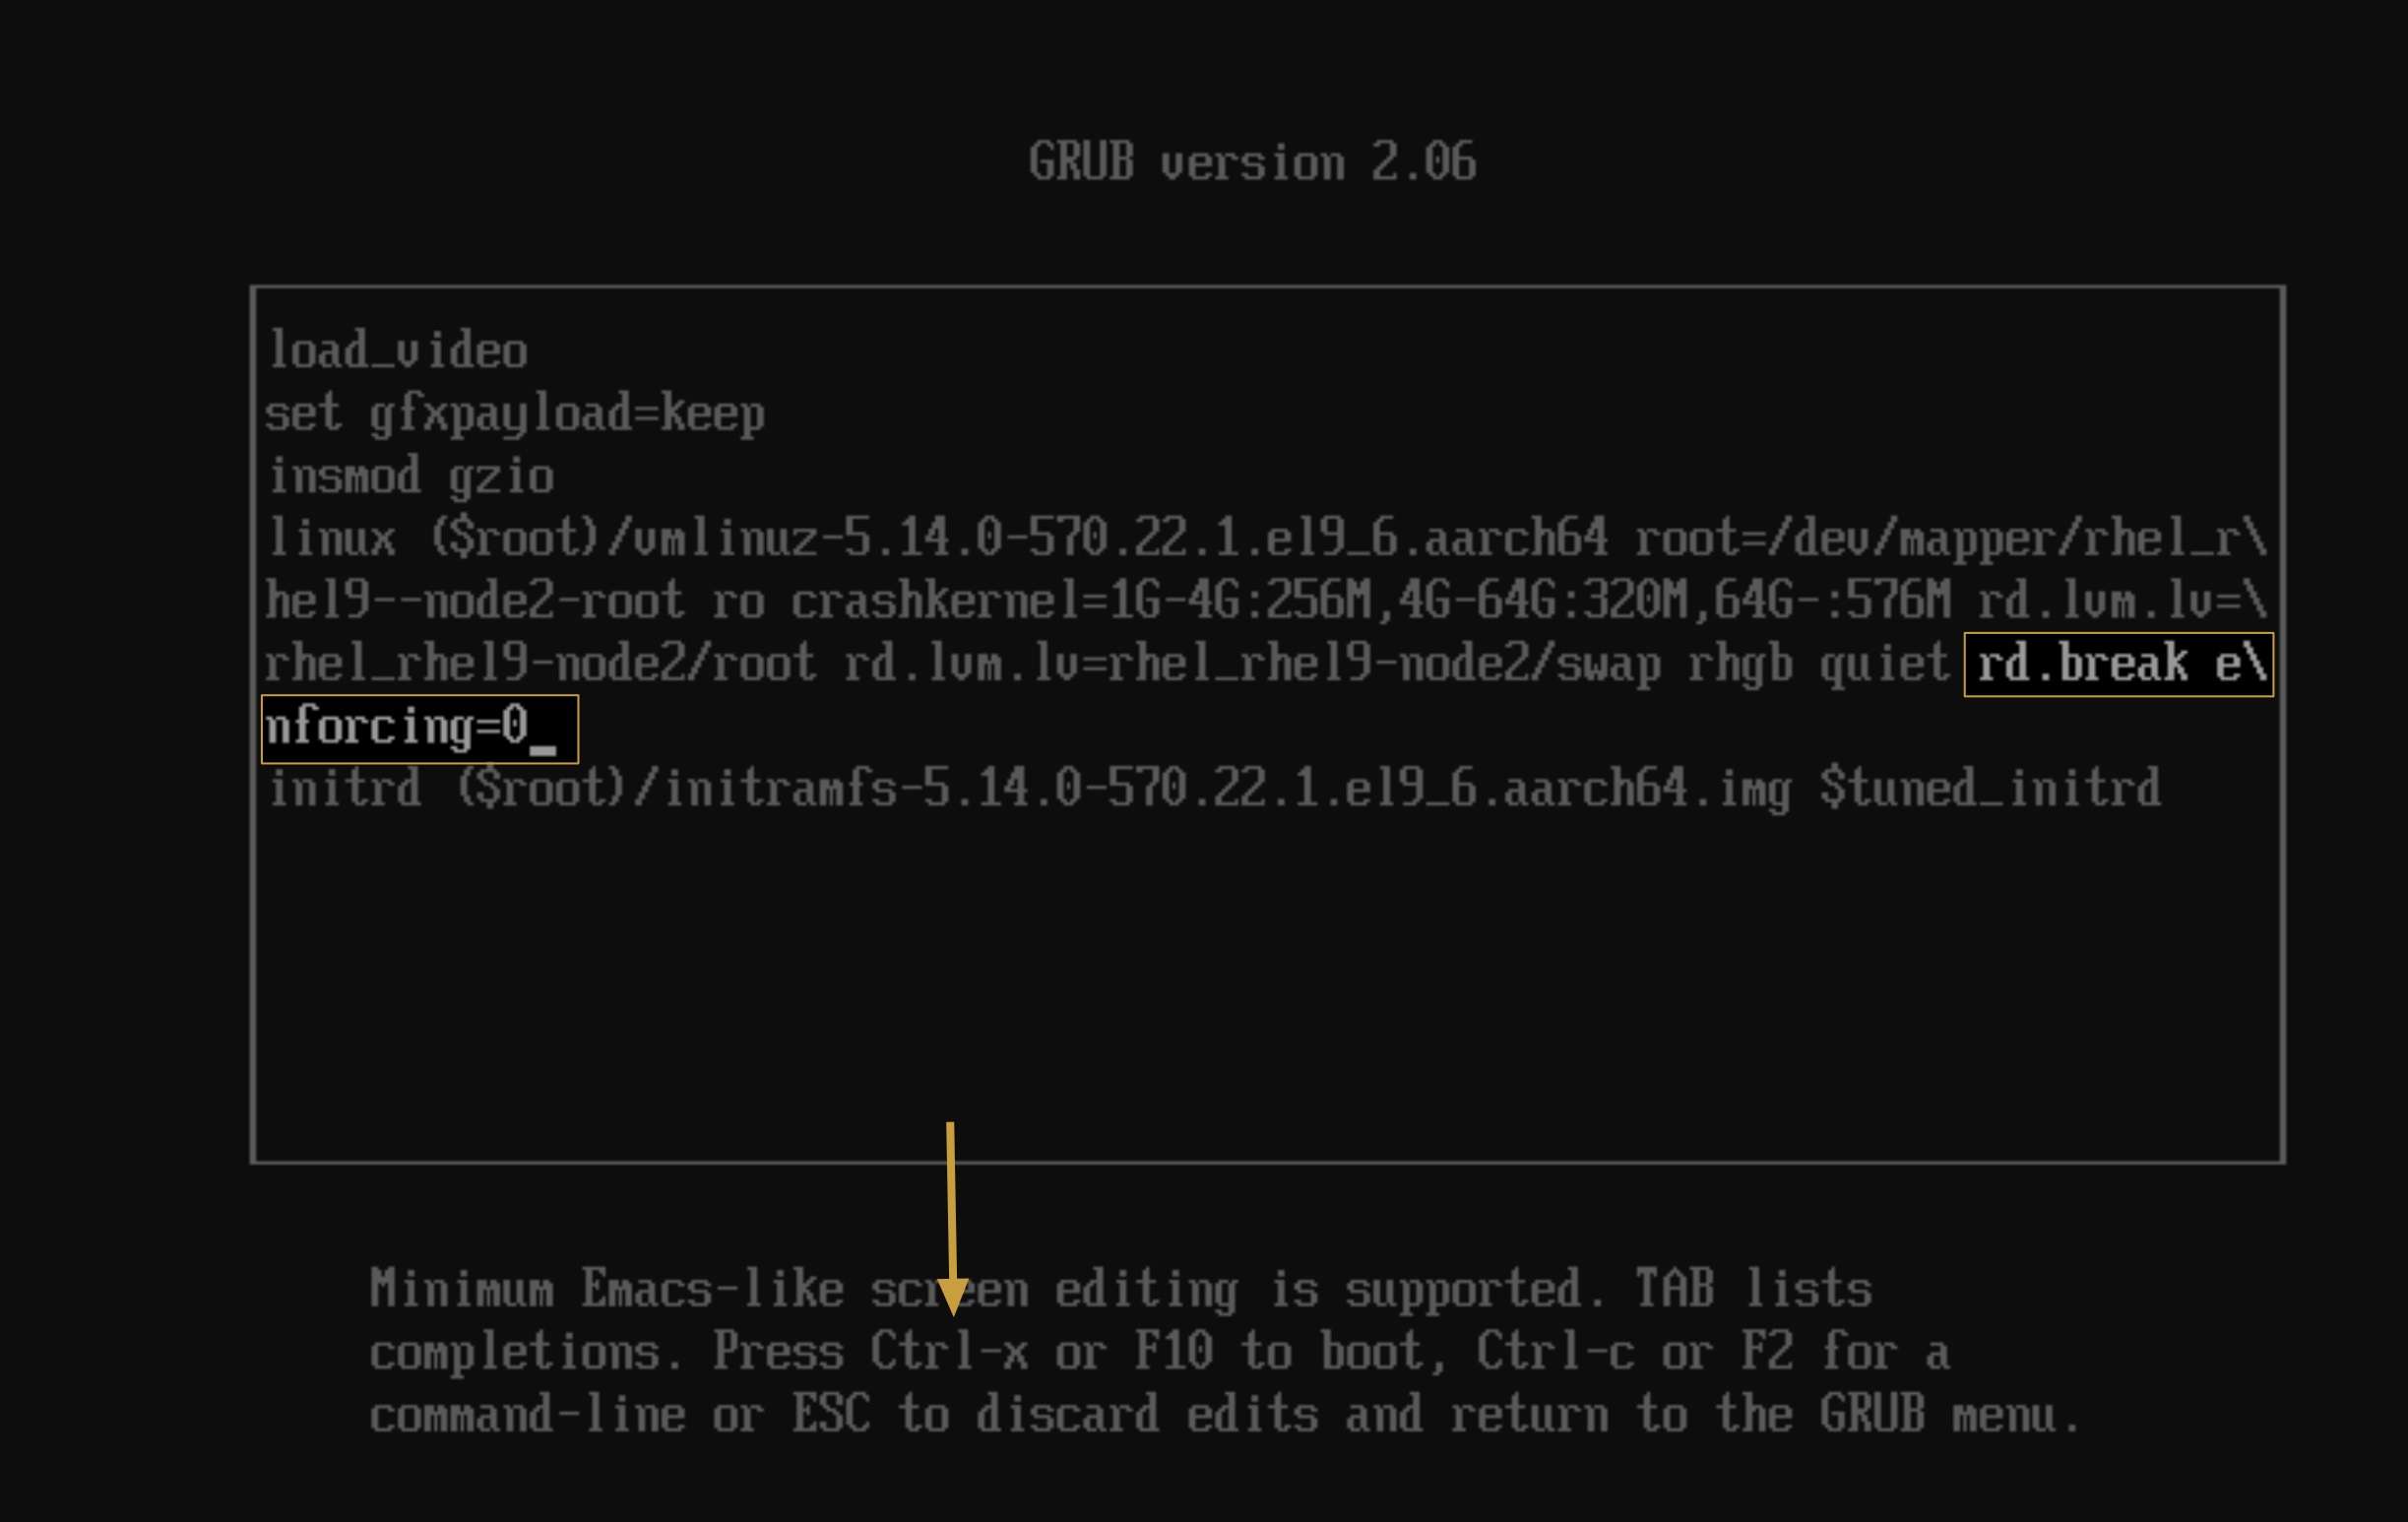 GRUB version 2.06
load_video
set gfxpayload=keep
insmod gzio
linux ($root)/vmlinuz-5.14.0-570.22.1.el9_6.aarch64 root=/dev/mapper/rhel_r\
hel9--node2-root ro crashkernel=1G-4G:256M,4G-64G:320M,64G-:576M rd.lvm.lv=\
rhel_rhel9-node2/root rd.lvm.lv=rhel_rhel9-node2/swap rhgb quiet rd.break e\
nforcing=0_
initrd ($root)/initramfs-5.14.0-570.22.1.el9_6.aarch64.img $tuned_initrd
Minimum Emacs-like screen editing is supported. TAB lists
completions. Press Ctrl-x or F10 to boot, Ctrl-c or F2 for a
command-line or ESC to discard edits and return to the GRUB menu.